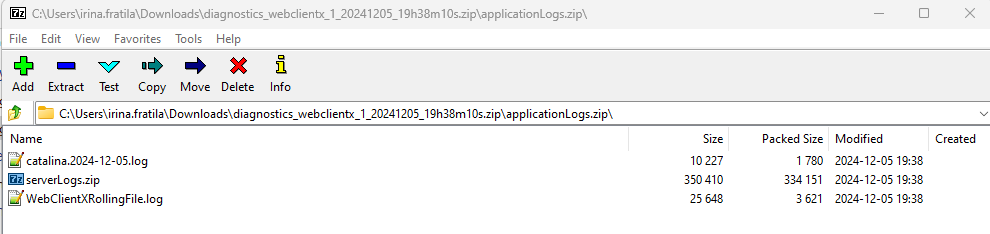 7z C:\Users\irina.fratila\Downloads\diagnostics_webclientx_1_20241205_19h38m10s.zip\applicationLogs.zip\
File Edit View Favorites Tools Help
Add Extract Test Copy Move Delete Info
C:\Users\irina.fratila\Downloads\diagnostics_webclientx_1_20241205_19h38m10s.zip\applicationLogs.zip\
Name Size Packed Size Modified Created
catalina.2024-12-05.log 10 227 1 780 2024-12-05 19:38
7z serverLogs.zip 350 410 334 151 2024-12-05 19:38
WebClientXRollingFile.log 25 648 3 621 2024-12-05 19:38